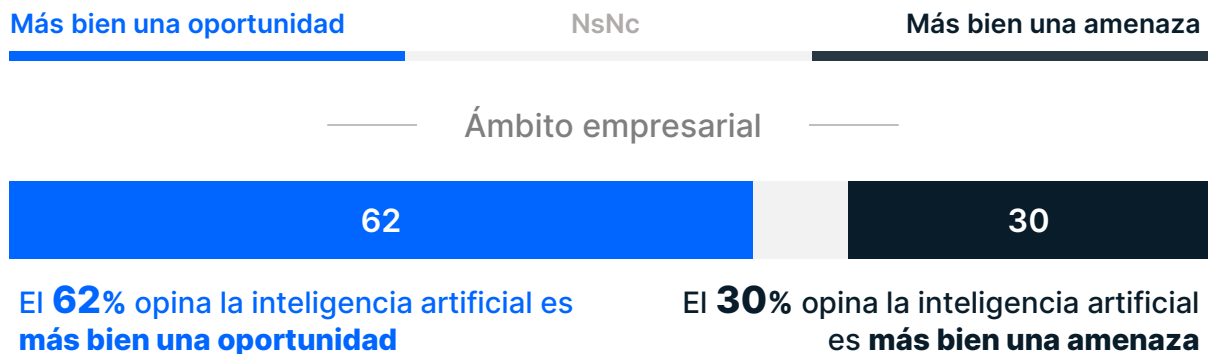 Más bien una oportunidad NsNc Más bien una amenaza
Ámbito empresarial
62 30
El 62% opina la inteligencia artificial es
más bien una oportunidad
El 30% opina la inteligencia artificial
es más bien una amenaza